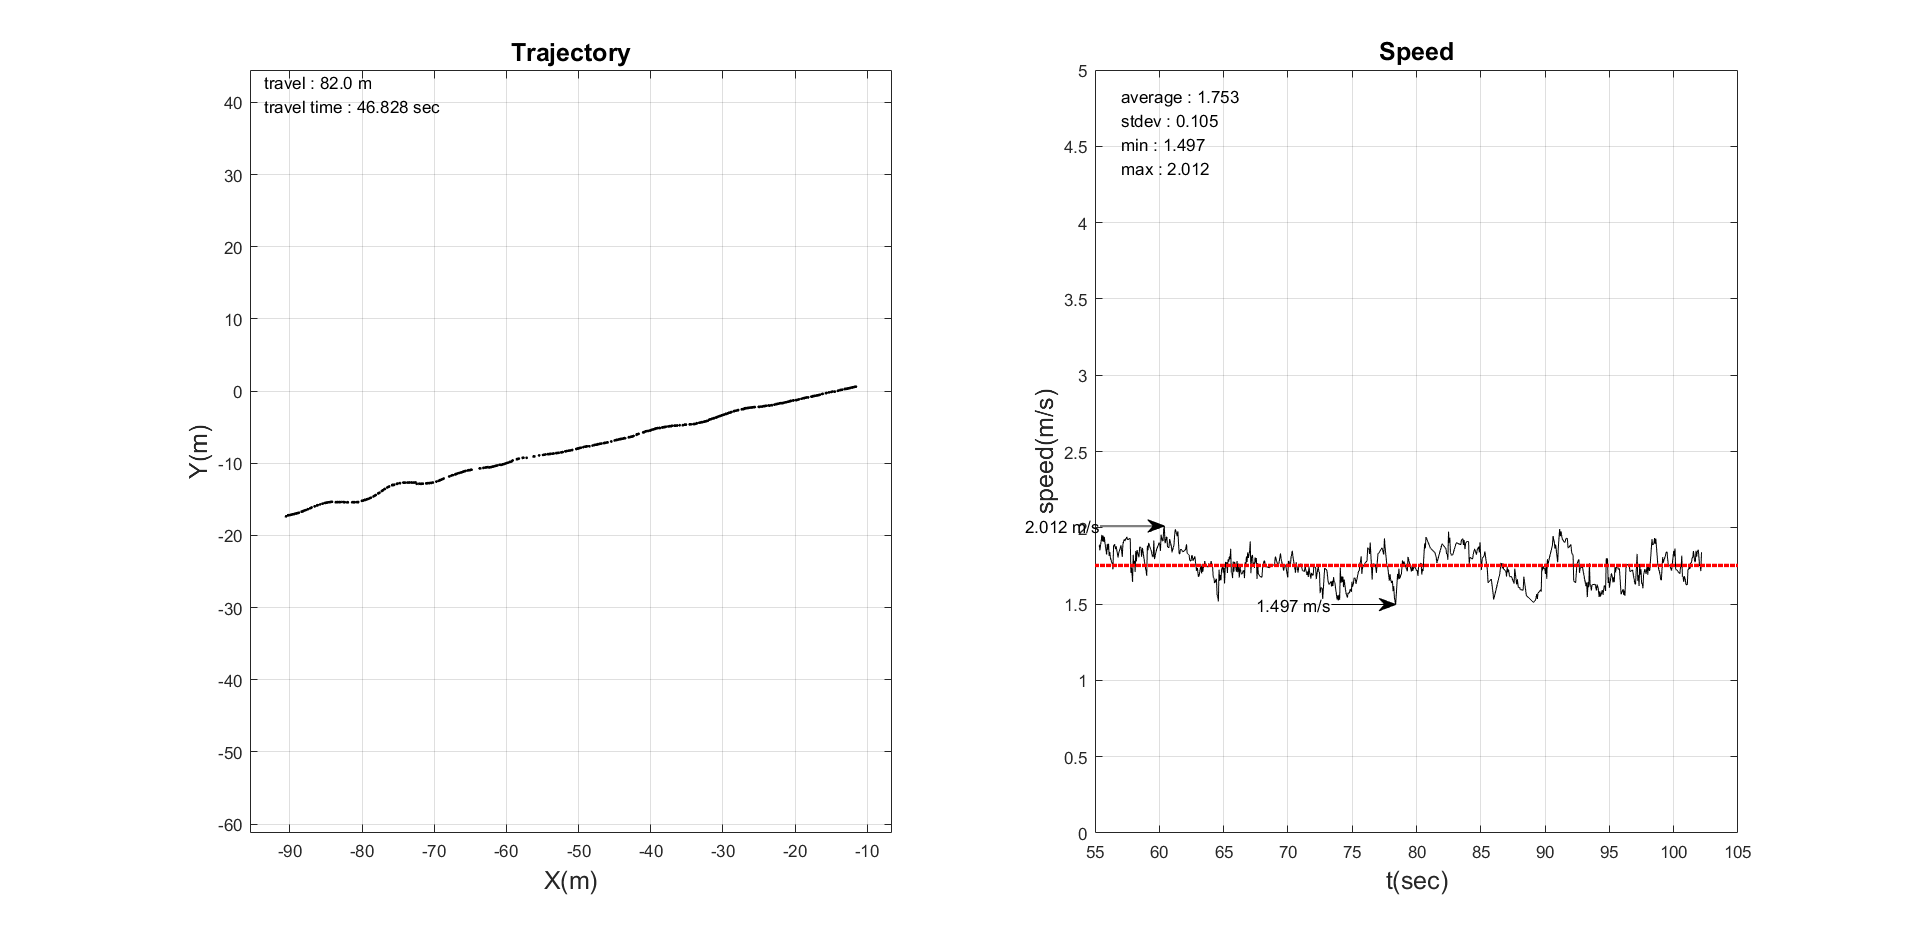 Trajectory
travel : 82.0 m
travel time : 46.828 sec
40
30
20
10
0
-10
-20
-30
-40
-50
-60
Y(m)
-90 -80 -70 -60 -50 -40 -30 -20 -10
X(m)
Speed
average : 1.753
stdev : 0.105
min : 1.497
max : 2.012
5
4.5
4
3.5
3
2.5
2
1.5
1
0.5
0
speed(m/s)
2.012 m/s
1.497 m/s
55 60 65 70 75 80 85 90 95 100 105
t(sec)